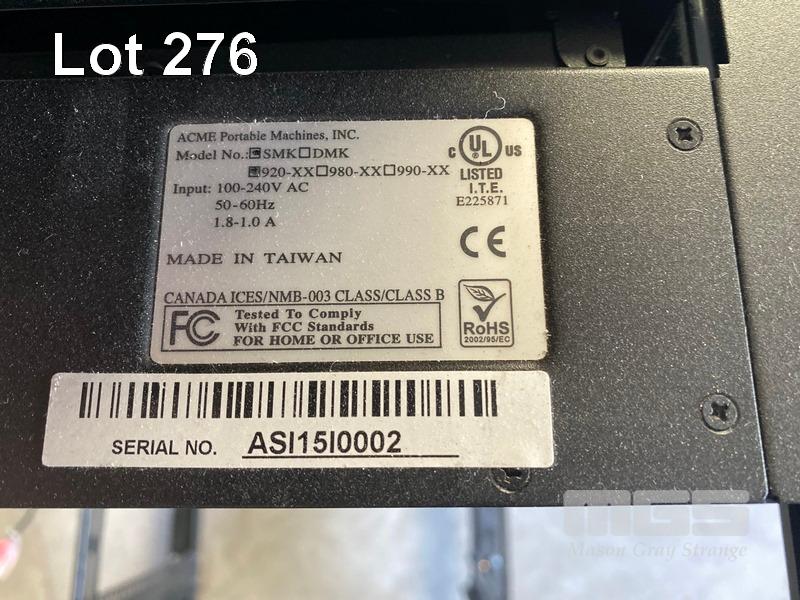 Lot 276
ACME Portable Machines, INC.
Model No.:☑SMK☐DMK
☑920-XX☐980-XX☐990-XX
Input: 100-240V AC
50-60Hz
1.8-1.0 A
MADE IN TAIWAN
CANADA ICES/NMB-003 CLASS/CLASS B
FC Tested To Comply
With FCC Standards
FOR HOME OR OFFICE USE
C UL US
LISTED
I.T.E.
E225871
CE
RoHS
2002/95/EC
SERIAL NO. ASI15I0002
MGS
Mason Gray Strange